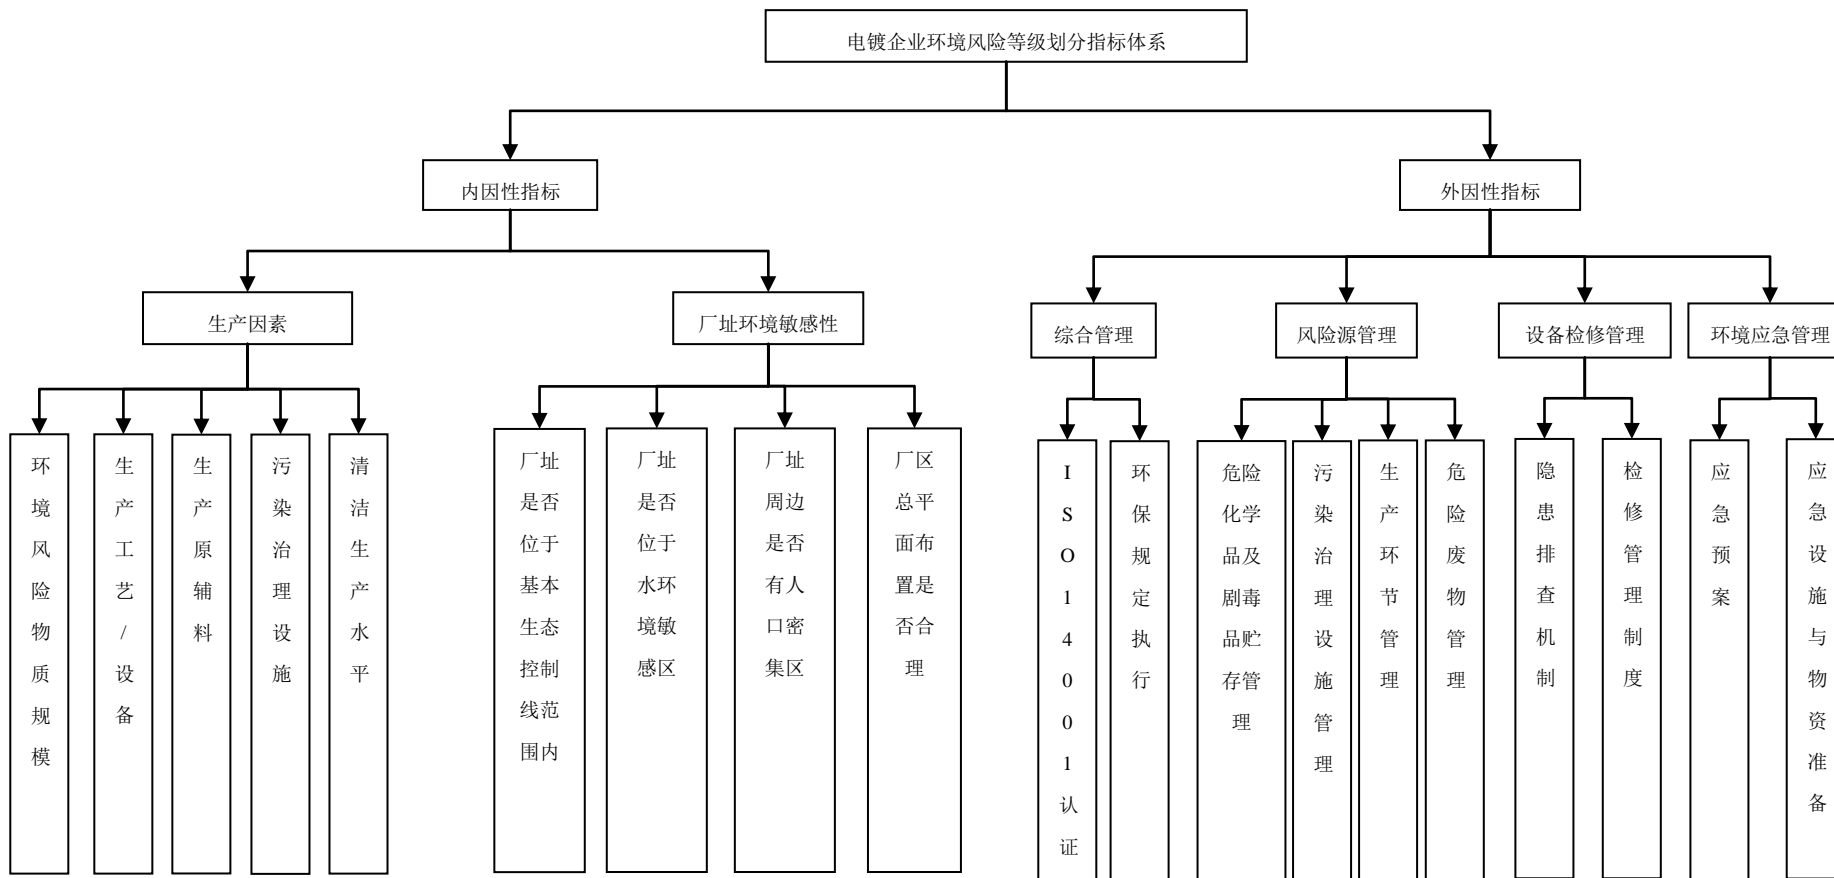 电镀企业环境风险等级划分指标体系
内因性指标
外因性指标
生产因素
厂址环境敏感性
综合管理
风险源管理
设备检修管理
环境应急管理
环境风险物质规模
生产工艺/设备
生产原辅料
污染治理设施
清洁生产水平
厂址
是否
位于
基本
生态
控制
线范
围内
厂址
是否
位于
水环
境敏
感区
厂址
周边
是否
有人
口密
集区
厂区
总平
面布
置是
否合
理
ISO14001认证
环保规定执行
危险
化学
品及
剧毒
品贮
存管
理
污染治理设施管理
生产环节管理
危险废物管理
隐患排查机制
检修管理制度
应急预案
应急设施与物资准备